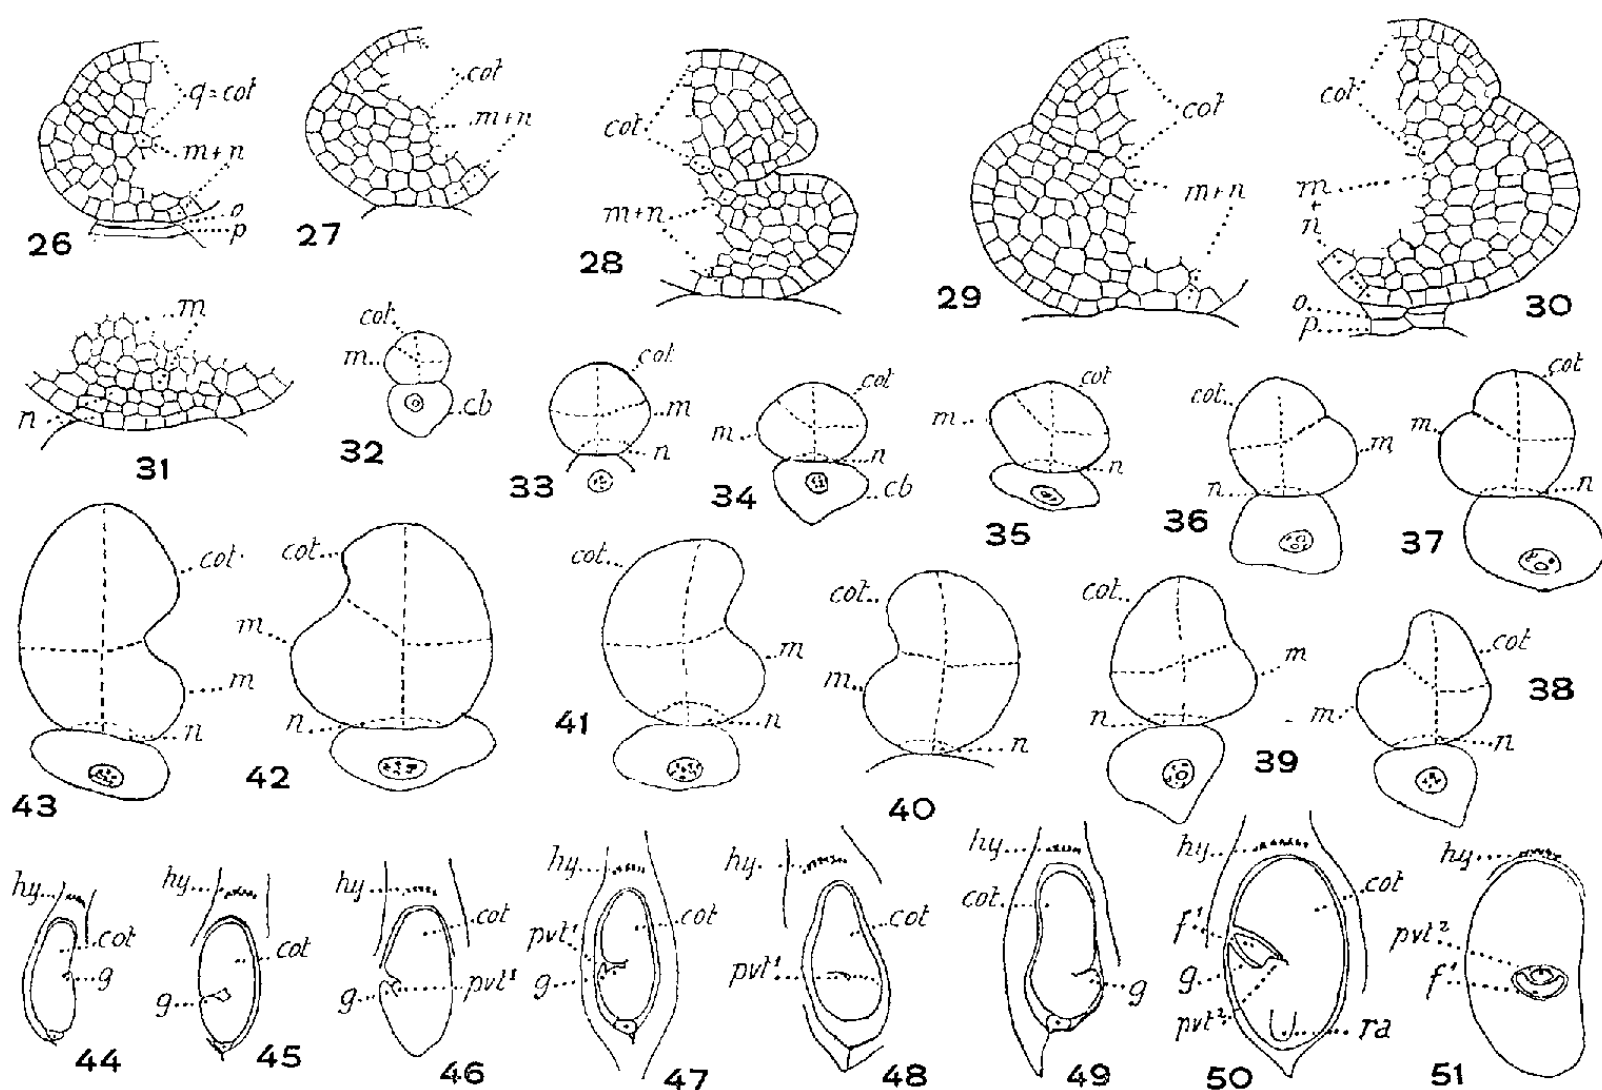 q=cot
m+n
o
p
26
cot
m+n
27
cot
m+n
28
cot
m+n
29
cot
m
+
n
o
p
30
m
n
31
cot
m
cb
32
cot
m
n
33
cot
m
n
cb
34
cot
m
n
35
cot
m
n
36
cot
m
n
37
cot
m
n
43
cot
m
n
42
cot
m
n
41
cot
m
n
40
cot
m
n
39
cot
m
n
38
hy
cot
g
44
hy
cot
g
45
hy
cot
g
pvt¹
46
hy
pvt¹
cot
g
47
hy
cot
pvt¹
48
hy
cot
g
49
hy
cot
f¹
g
pvt²
ra
50
hy
pvt²
f¹
51